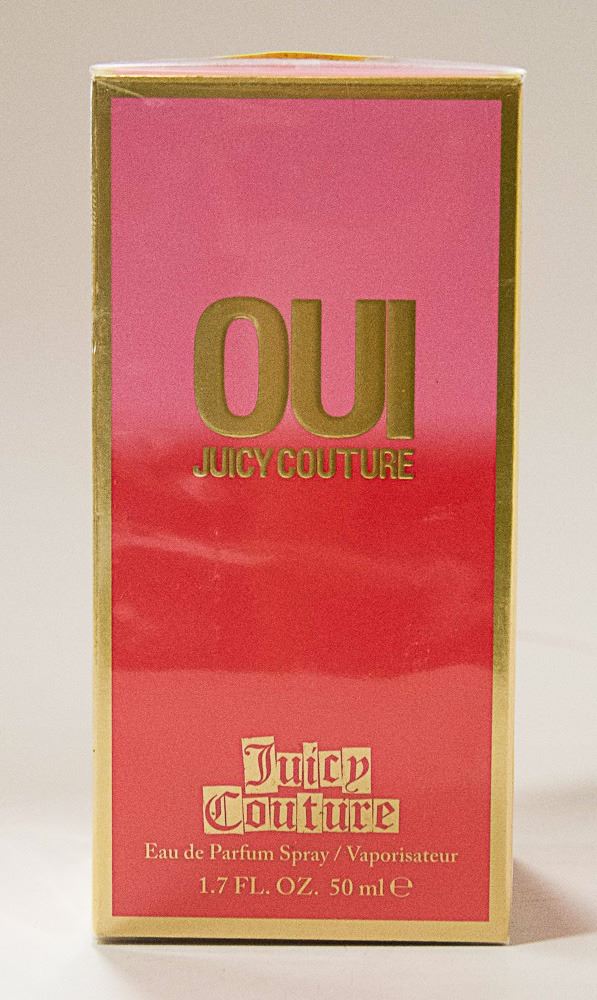 OUI
JUICY COUTURE
Juicy
Couture
Eau de Parfum Spray / Vaporisateur
1.7 FL. OZ. 50 ml ℮